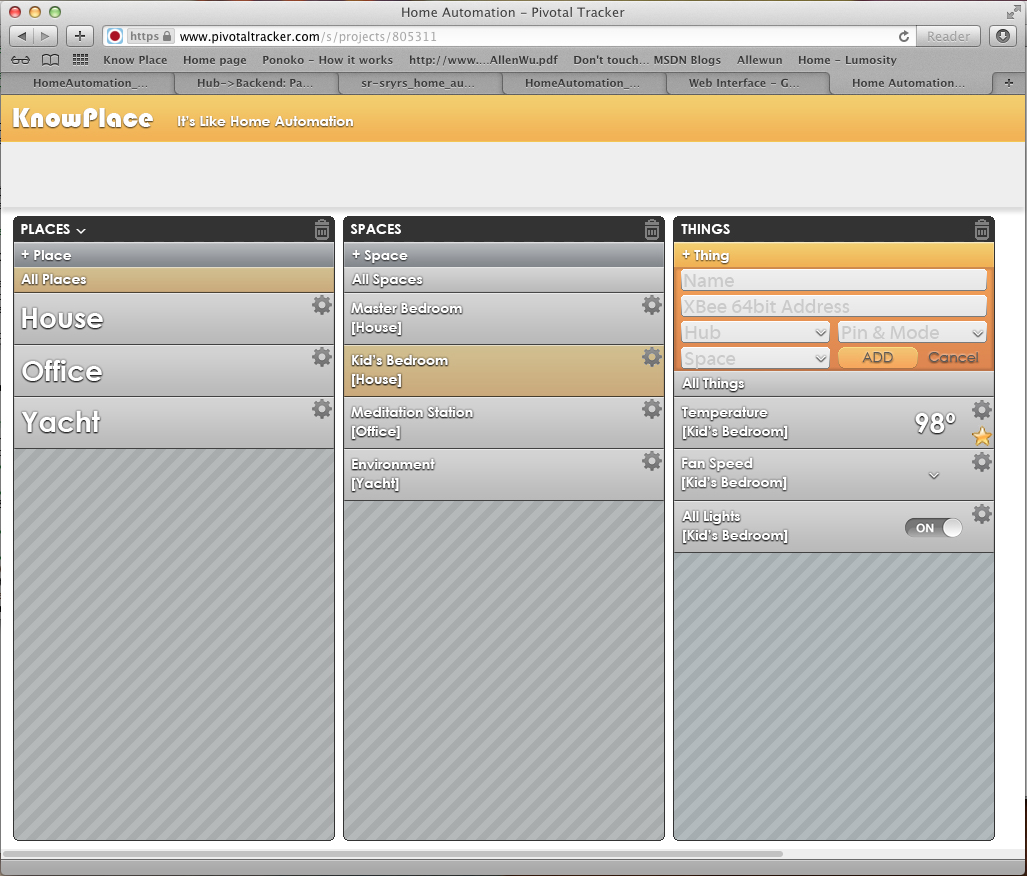 Home Automation – Pivotal Tracker
https www.pivotaltracker.com/s/projects/805311 Reader
Know Place Home page Ponoko – How it works http://www....AllenWu.pdf Don't touch... MSDN Blogs Allewun Home – Lumosity
HomeAutomation_... Hub->Backend: Pa... sr-sryrs_home_au... HomeAutomation_... Web Interface – G... Home Automation...
KnowPlace It's Like Home Automation
PLACES
+ Place
All Places
House
Office
Yacht
SPACES
+ Space
All Spaces
Master Bedroom
[House]
Kid's Bedroom
[House]
Meditation Station
[Office]
Environment
[Yacht]
THINGS
+ Thing
Name
XBee 64bit Address
Hub Pin & Mode
Space ADD Cancel
All Things
Temperature
[Kid's Bedroom] 98º
Fan Speed
[Kid's Bedroom]
All Lights
[Kid's Bedroom] ON